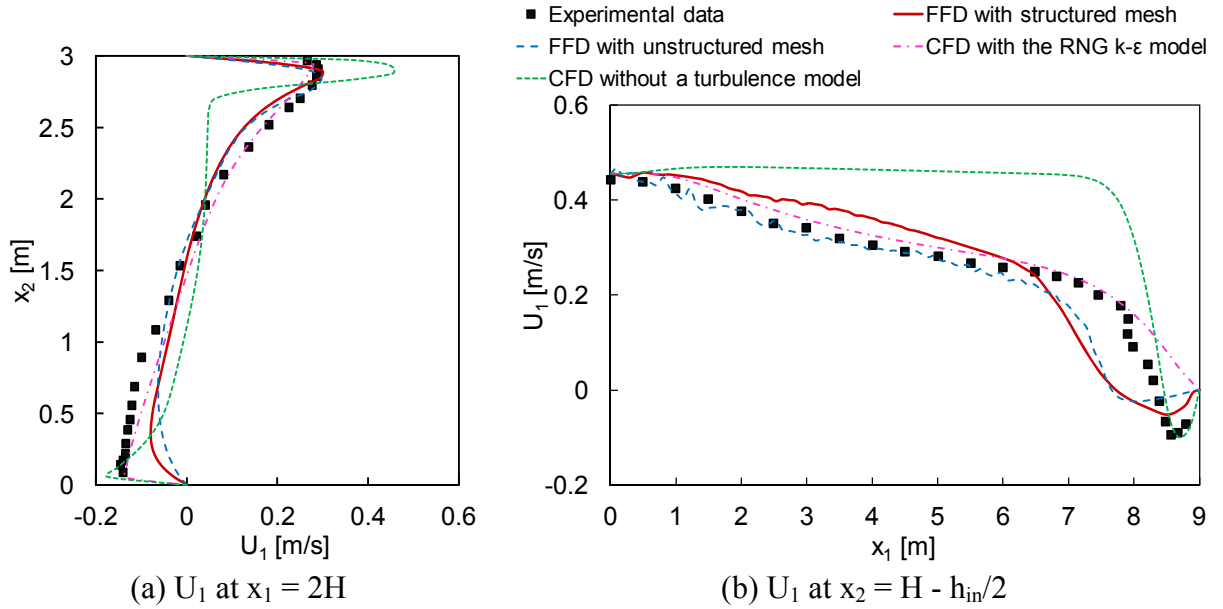 Experimental data
FFD with structured mesh
FFD with unstructured mesh
CFD with the RNG k-ε model
CFD without a turbulence model
3
2.5
2
1.5
1
0.5
0
x₂ [m]
-0.2 0 0.2 0.4 0.6
U₁ [m/s]
(a) U₁ at x₁ = 2H
0.6
0.4
0.2
0
-0.2
U₁ [m/s]
0 1 2 3 4 5 6 7 8 9
x₁ [m]
(b) U₁ at x₂ = H - hᵢₙ/2